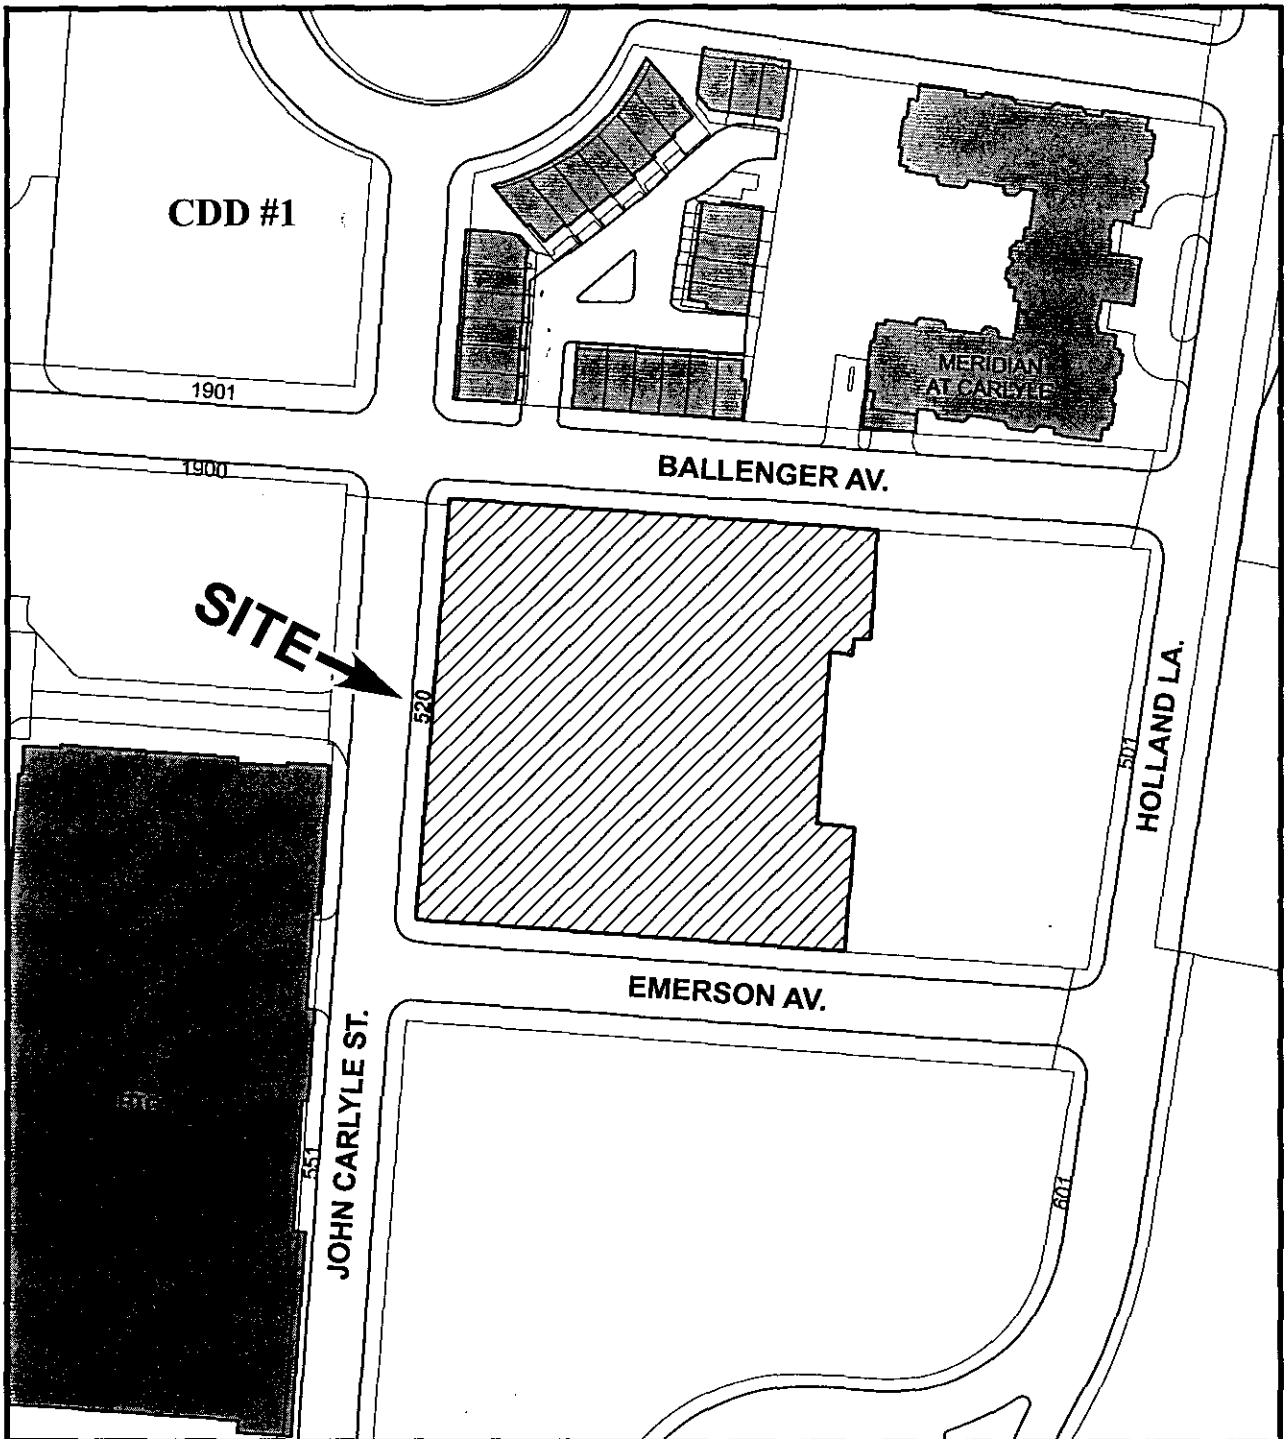 CDD #1
1901
MERIDIAN
AT CARLYLE
1900
BALLENGER AV.
SITE
520
501
HOLLAND LA.
EMERSON AV.
JOHN CARLYLE ST.
551
601